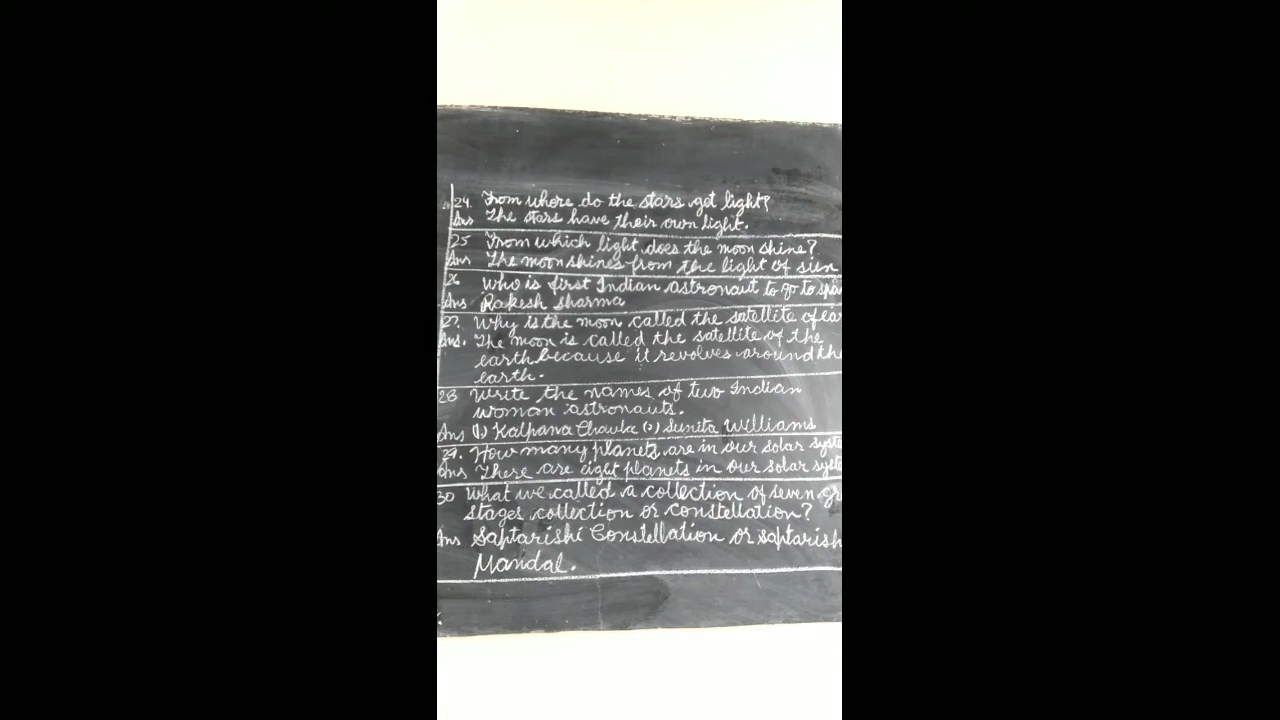 24. From where do the stars get light?
Ans The stars have their own light.
25 From which light does the moon shine?
Ans The moon shines from the light of sun
26 Who is first Indian astronaut to go to spa
Ans Rakesh Sharma
27. Why is the moon called the satellite of ear
Ans. The moon is called the satellite of the
earth because it revolves around the
earth.
28 Write the names of two Indian
woman astronauts.
Ans (1.) Kalpana Chawla (2) Sunita Williams
29. How many planets are in our solar syste
Ans There are eight planets in our solar syste
30 What we called a collection of seven gr
stages collection or constellation?
Ans Saptarishi Constellation or saptarish
Mandal.